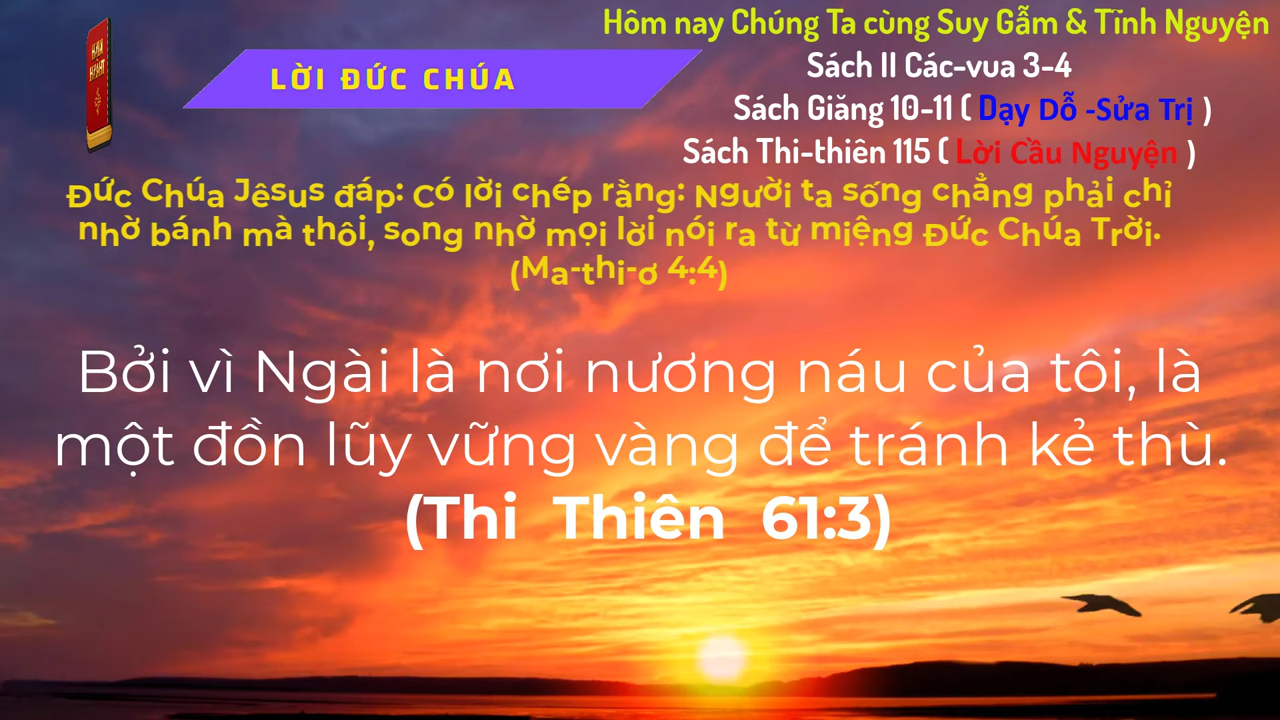 Hôm nay Chúng Ta cùng Suy Gẫm & Tĩnh Nguyện
Sách II Các-vua 3-4
Sách Giăng 10-11 ( Dạy Dỗ -Sửa Trị )
Sách Thi-thiên 115 ( Lời Cầu Nguyện )
LỜI ĐỨC CHÚA
Đức Chúa Jêsus đáp: Có lời chép rằng: Người ta sống chẳng phải chỉ
nhờ bánh mà thôi, song nhờ mọi lời nói ra từ miệng Đức Chúa Trời.
(Ma-thi-ơ 4:4)
Bởi vì Ngài là nơi nương náu của tôi, là
một đồn lũy vững vàng để tránh kẻ thù.
(Thi Thiên 61:3)